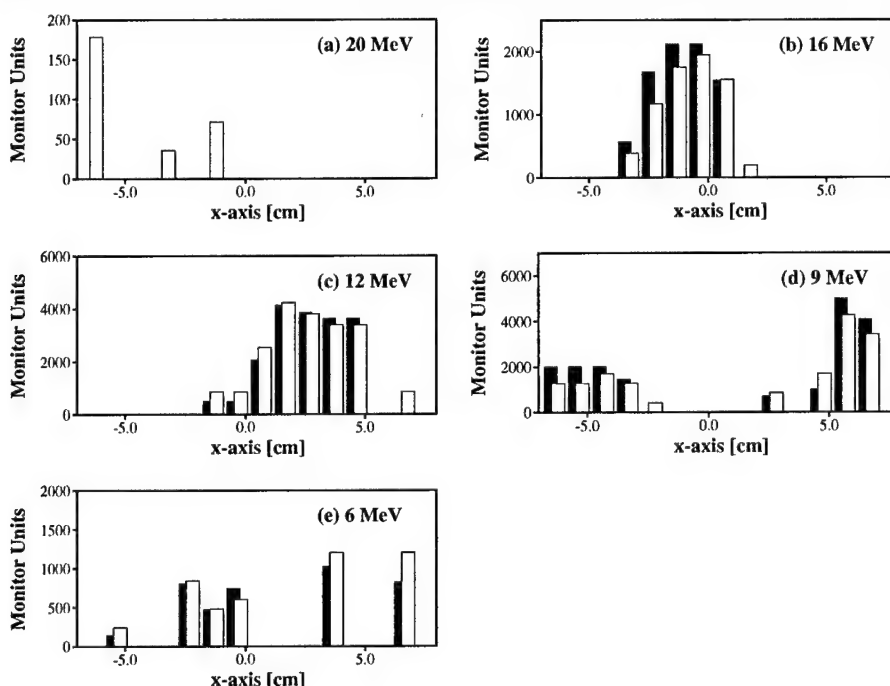 (a) 20 MeV
Monitor Units
200
150
100
50
0
-5.0 0.0 5.0
x-axis [cm]
(b) 16 MeV
Monitor Units
2000
1000
0
-5.0 0.0 5.0
x-axis [cm]
(c) 12 MeV
Monitor Units
6000
4000
2000
0
-5.0 0.0 5.0
x-axis [cm]
(d) 9 MeV
Monitor Units
6000
4000
2000
0
-5.0 0.0 5.0
x-axis [cm]
(e) 6 MeV
Monitor Units
2000
1500
1000
500
0
-5.0 0.0 5.0
x-axis [cm]